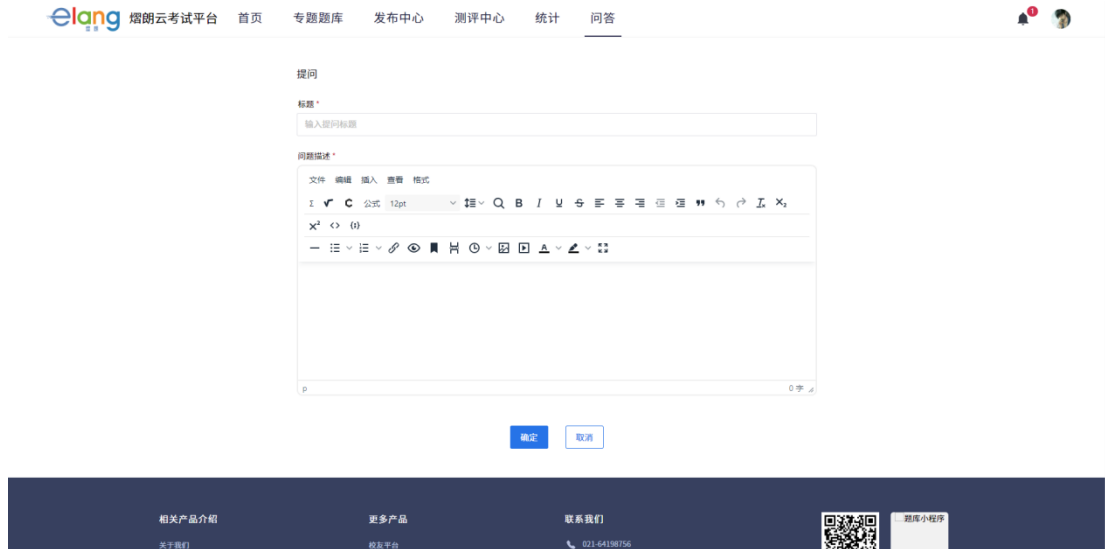 elang 熠朗 熠朗云考试平台 首页 专题题库 发布中心 测评中心 统计 问答 1
提问
标题 *
输入提问标题
问题描述 *
文件 编辑 插入 查看 格式
Σ √ C 公式 12pt B I U S I x X₂
X² <>
A
p 0 字
确定 取消
相关产品介绍 更多产品 联系我们 题库小程序
关于我们 校友平台 021-64198756